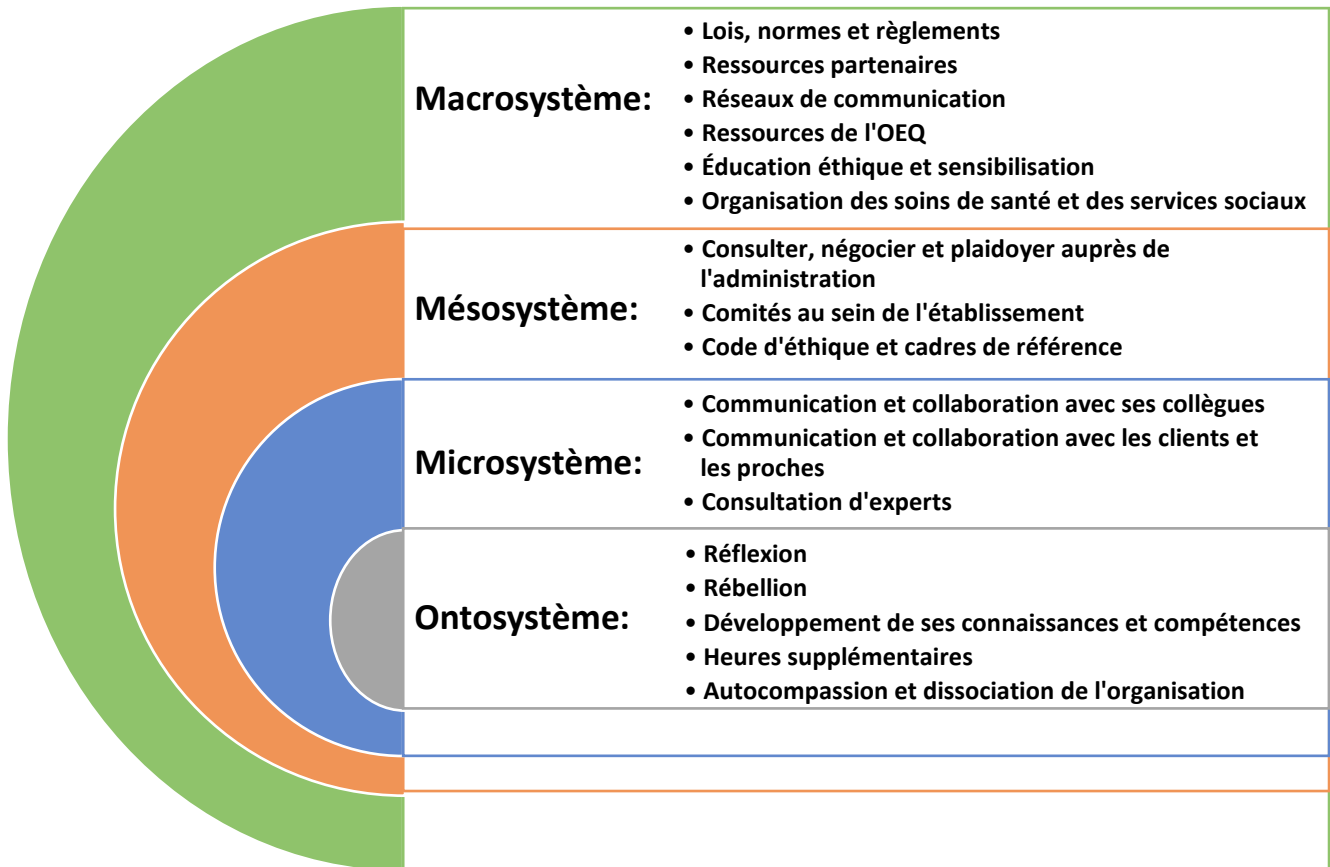 Macrosystème:
• Lois, normes et règlements
• Ressources partenaires
• Réseaux de communication
• Ressources de l'OEQ
• Éducation éthique et sensibilisation
• Organisation des soins de santé et des services sociaux
Mésosystème:
• Consulter, négocier et plaidoyer auprès de
l'administration
• Comités au sein de l'établissement
• Code d'éthique et cadres de référence
Microsystème:
• Communication et collaboration avec ses collègues
• Communication et collaboration avec les clients et
les proches
• Consultation d'experts
Ontosystème:
• Réflexion
• Rébellion
• Développement de ses connaissances et compétences
• Heures supplémentaires
• Autocompassion et dissociation de l'organisation